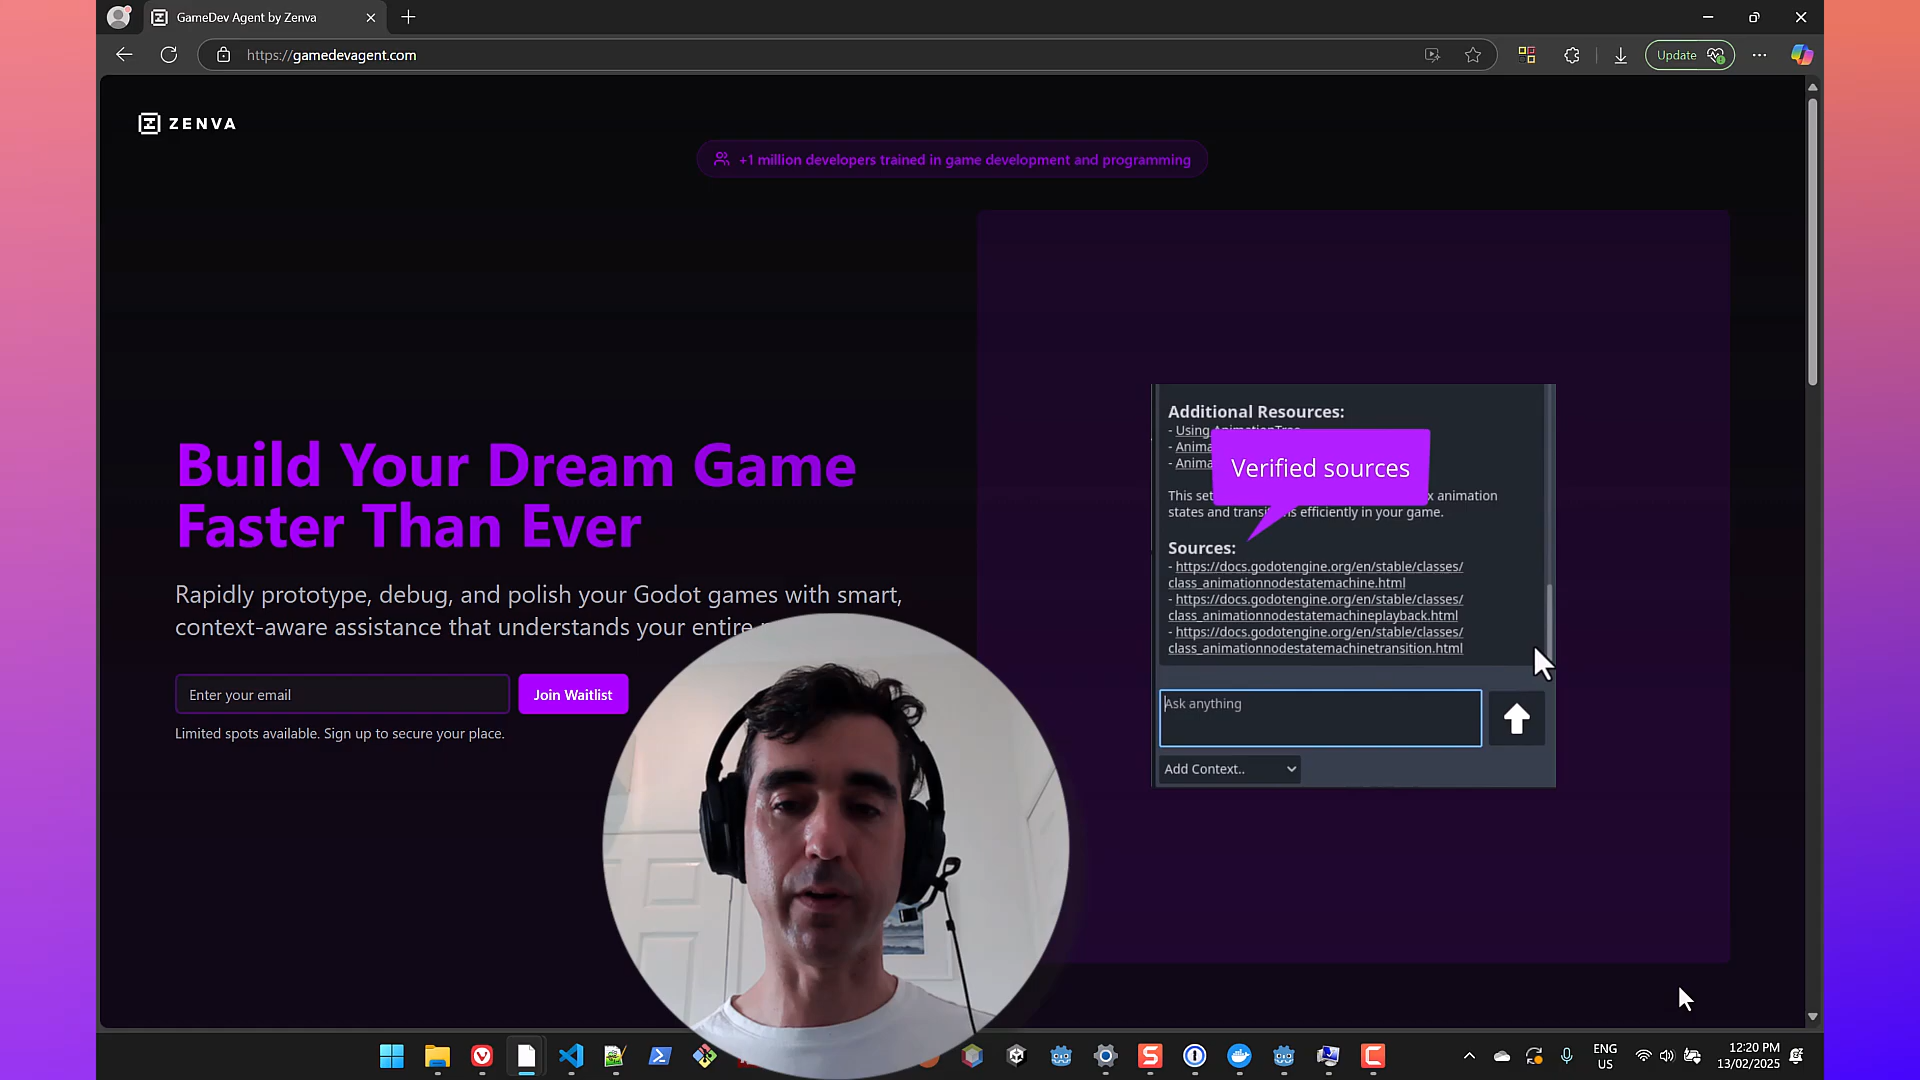 GameDev Agent by Zenva
https://gamedevagent.com
Update
ZENVA
+1 million developers trained in game development and programming
Build Your Dream Game
Faster Than Ever
Rapidly prototype, debug, and polish your Godot games with smart,
context-aware assistance that understands your entire
Enter your email
Join Waitlist
Limited spots available. Sign up to secure your place.
Additional Resources:
- Using AnimationTree
- Anima
- Anima
Verified sources
This set x animation
states and transitions efficiently in your game.
Sources:
- https://docs.godotengine.org/en/stable/classes/
class_animationnodestatemachine.html
- https://docs.godotengine.org/en/stable/classes/
class_animationnodestatemachineplayback.html
- https://docs.godotengine.org/en/stable/classes/
class_animationnodestatemachinetransition.html
Ask anything
Add Context..
ENG
US
12:20 PM
13/02/2025